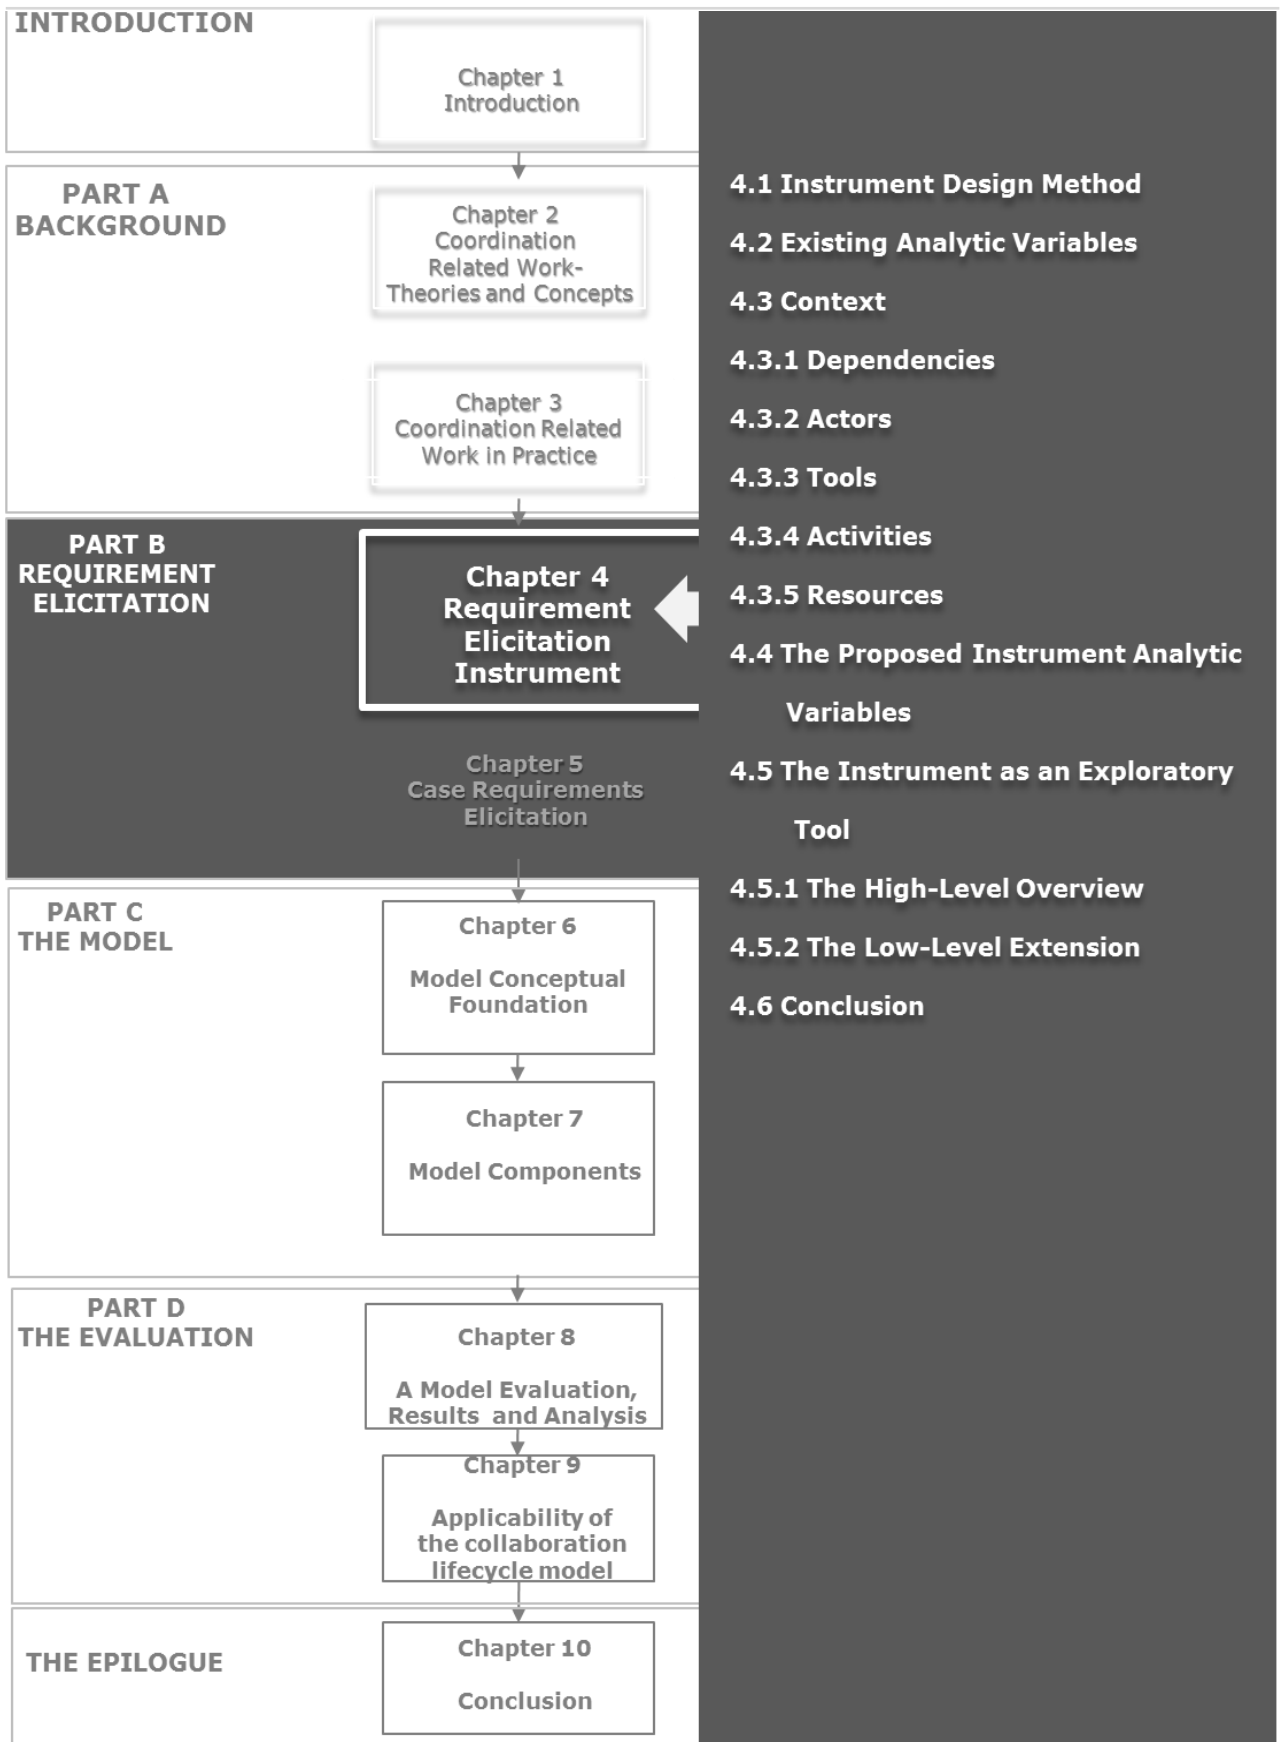 INTRODUCTION
Chapter 1
Introduction
PART A
BACKGROUND
Chapter 2
Coordination
Related Work-
Theories and Concepts
Chapter 3
Coordination Related
Work in Practice
PART B
REQUIREMENT
ELICITATION
Chapter 4
Requirement
Elicitation
Instrument
Chapter 5
Case Requirements
Elicitation
PART C
THE MODEL
Chapter 6
Model Conceptual
Foundation
Chapter 7
Model Components
PART D
THE EVALUATION
Chapter 8
A Model Evaluation,
Results and Analysis
Chapter 9
Applicability of
the collaboration
lifecycle model
THE EPILOGUE
Chapter 10
Conclusion
4.1 Instrument Design Method
4.2 Existing Analytic Variables
4.3 Context
4.3.1 Dependencies
4.3.2 Actors
4.3.3 Tools
4.3.4 Activities
4.3.5 Resources
4.4 The Proposed Instrument Analytic
Variables
4.5 The Instrument as an Exploratory
Tool
4.5.1 The High-Level Overview
4.5.2 The Low-Level Extension
4.6 Conclusion